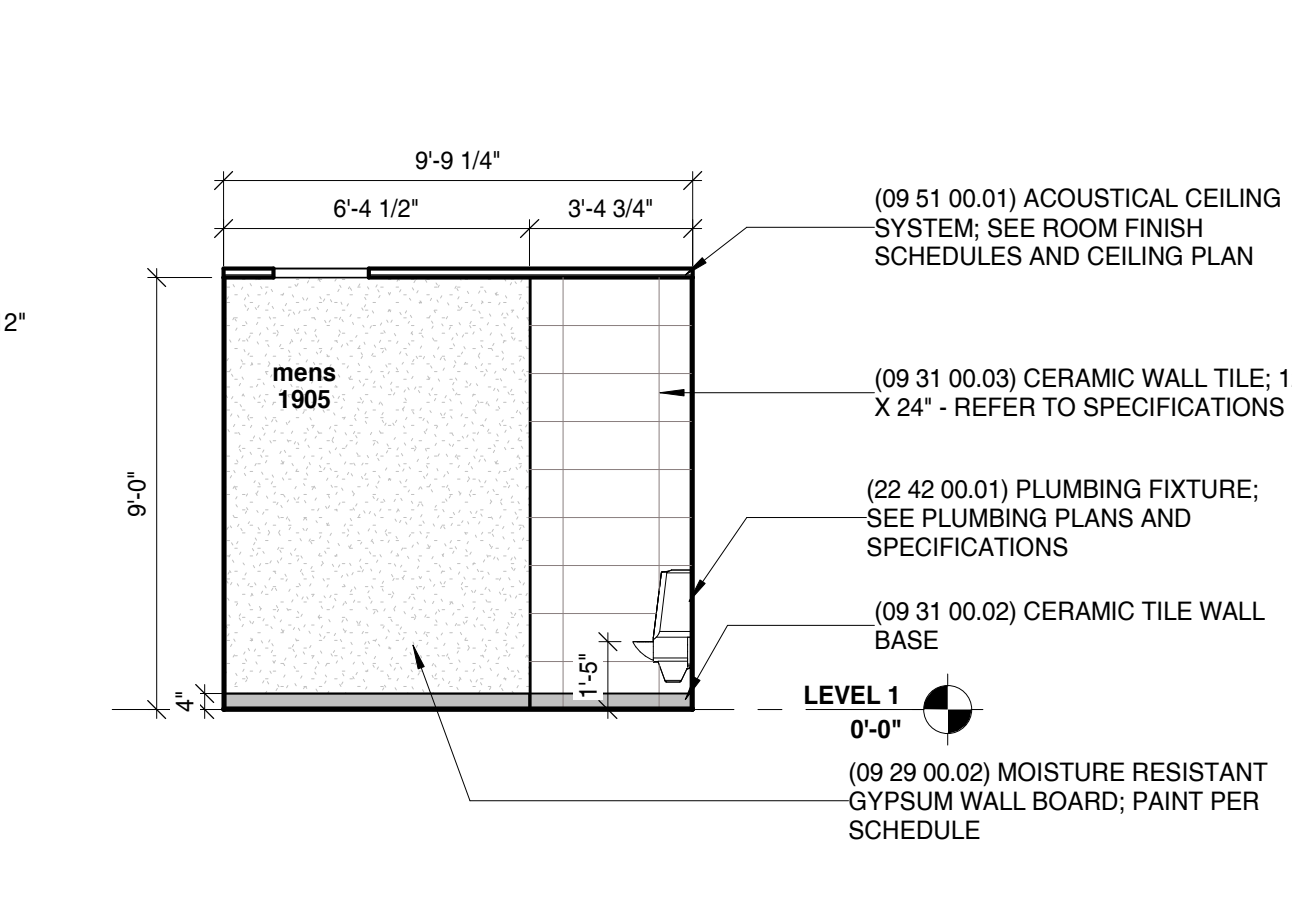 9'-9 1/4"
6'-4 1/2"
3'-4 3/4"
(09 51 00.01) ACOUSTICAL CEILING
SYSTEM; SEE ROOM FINISH
SCHEDULES AND CEILING PLAN
2"
mens
1905
(09 31 00.03) CERAMIC WALL TILE;
X 24" - REFER TO SPECIFICATIONS
9'-0"
(22 42 00.01) PLUMBING FIXTURE;
SEE PLUMBING PLANS AND
SPECIFICATIONS
(09 31 00.02) CERAMIC TILE WALL
BASE
1'-5"
4"
LEVEL 1
0'-0"
(09 29 00.02) MOISTURE RESISTANT
GYPSUM WALL BOARD; PAINT PER
SCHEDULE